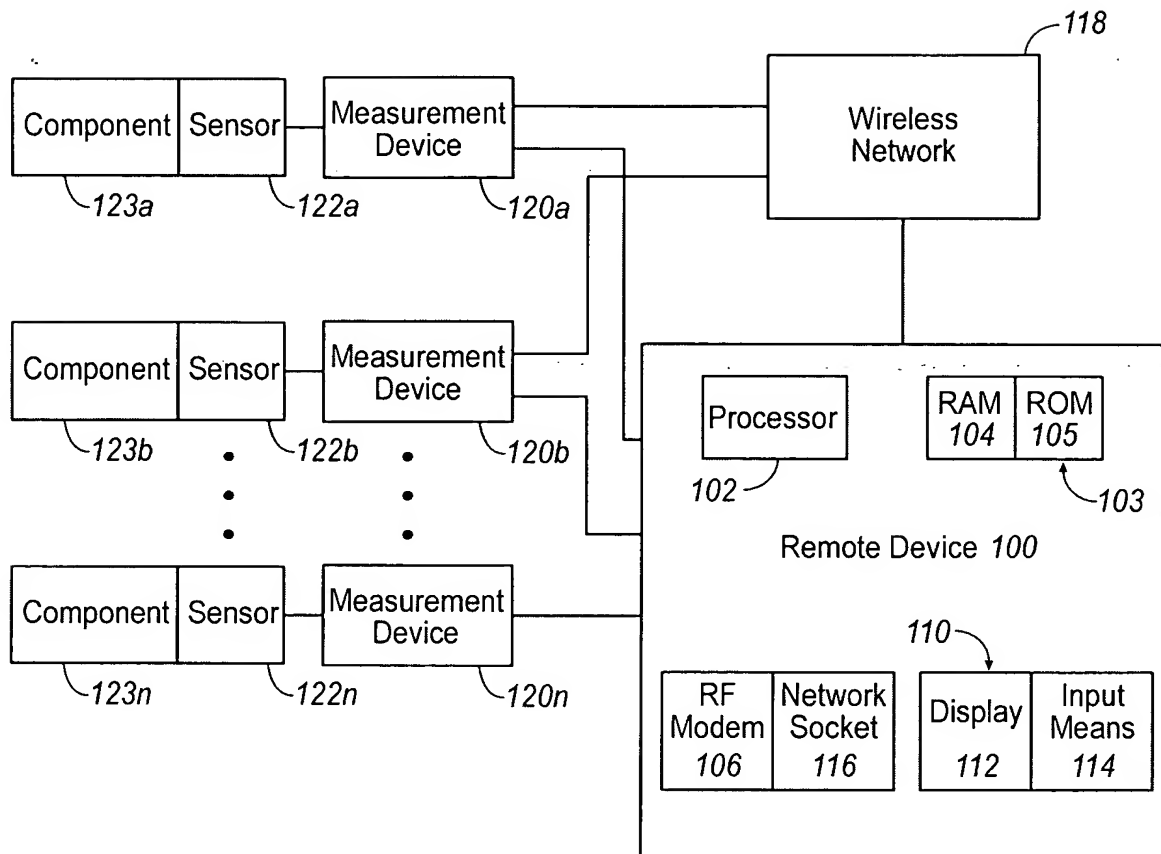 118
Component Sensor Measurement Device
Wireless Network
123a 122a 120a
Component Sensor Measurement Device
123b 122b 120b
Processor
102
RAM 104 ROM 105
103
Remote Device 100
Component Sensor Measurement Device
123n 122n 120n
110
RF Modem 106 Network Socket 116
Display 112 Input Means 114